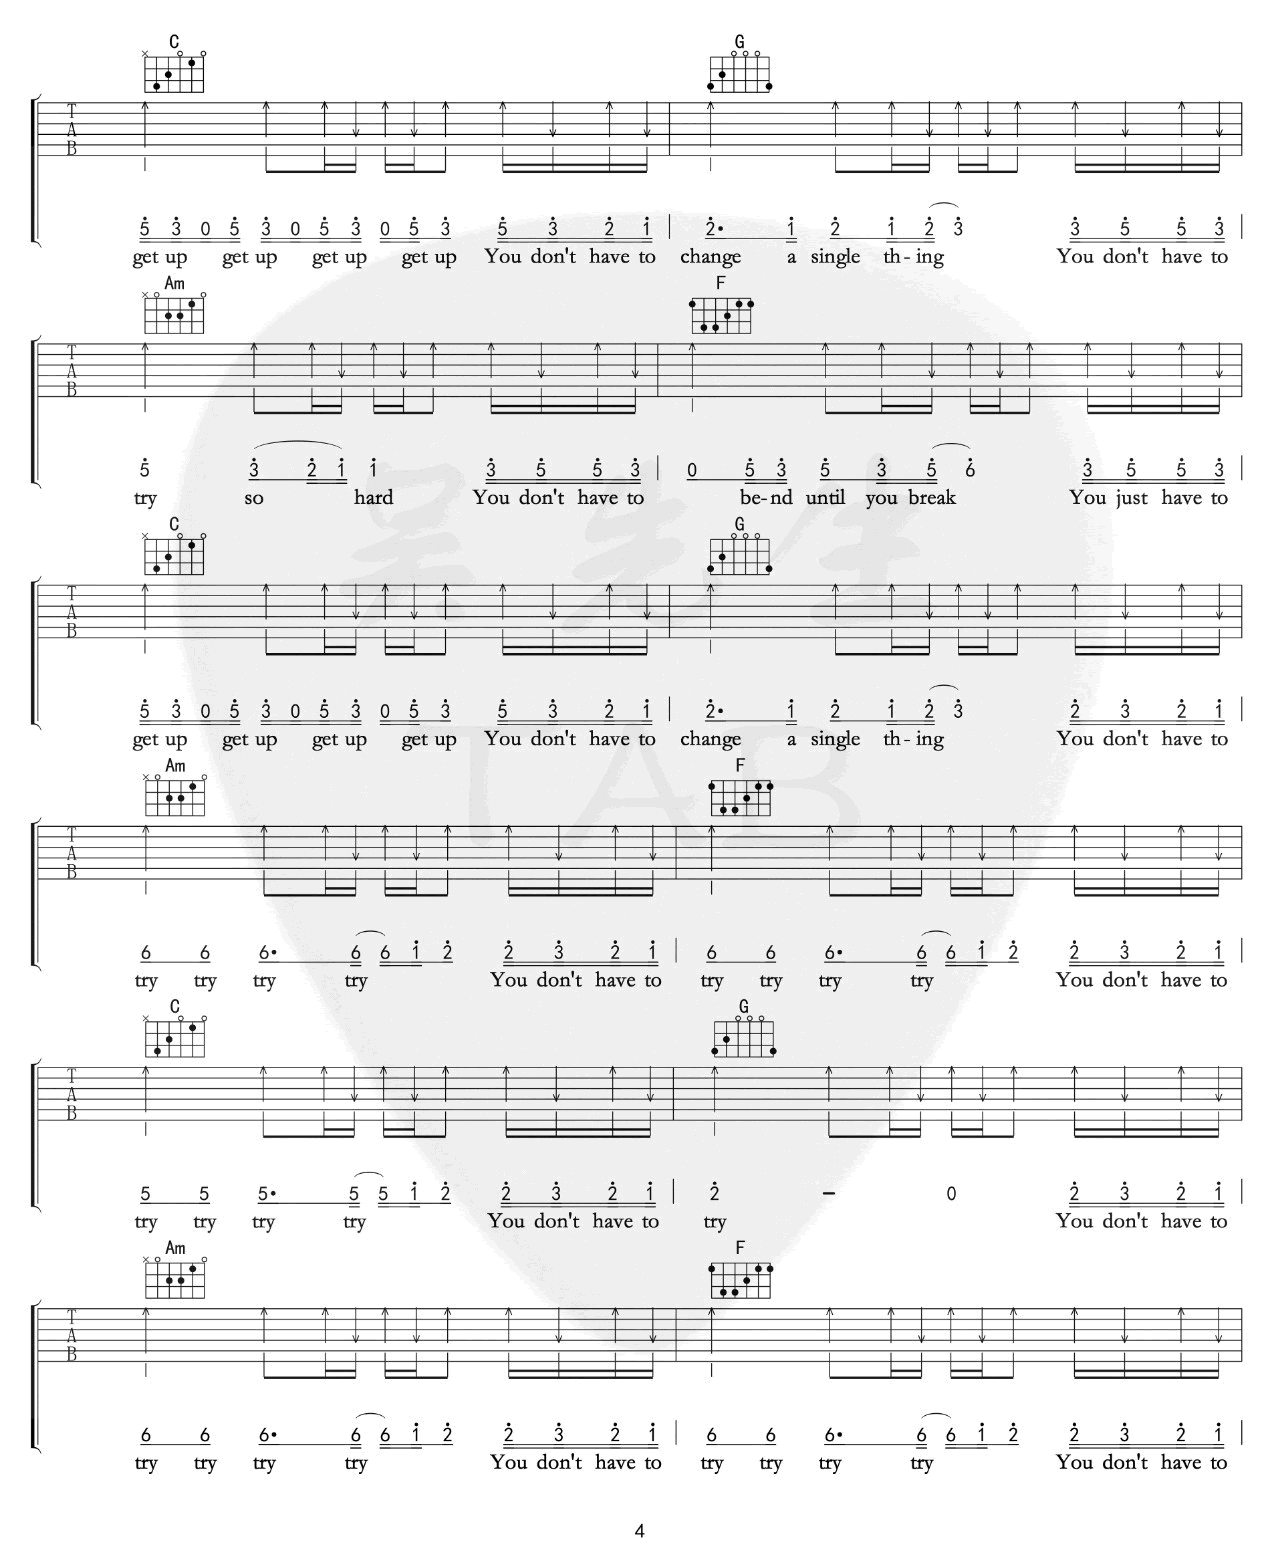 C G
T
A
B
5 3 0 5 3 0 5 3 0 5 3 5 3 2 1 2· 1 2 1 2 3 3 5 5 3
get up get up get up get up You don't have to change a single th-ing You don't have to
Am F
T
A
B
5 3 2 1 1 3 5 5 3 0 5 3 5 3 5 6 3 5 5 3
try so hard You don't have to be-nd until you break You just have to
C G
T
A
B
5 3 0 5 3 0 5 3 0 5 3 5 3 2 1 2· 1 2 1 2 3 2 3 2 1
get up get up get up get up You don't have to change a single th-ing You don't have to
Am F
T
A
B
6 6 6· 6 6 1 2 2 3 2 1 6 6 6· 6 6 1 2 2 3 2 1
try try try try You don't have to try try try try You don't have to
C G
T
A
B
5 5 5· 5 5 1 2 2 3 2 1 2 – 0 2 3 2 1
try try try try You don't have to try You don't have to
Am F
T
A
B
6 6 6· 6 6 1 2 2 3 2 1 6 6 6· 6 6 1 2 2 3 2 1
try try try try You don't have to try try try try You don't have to
吴先生
TAB
4